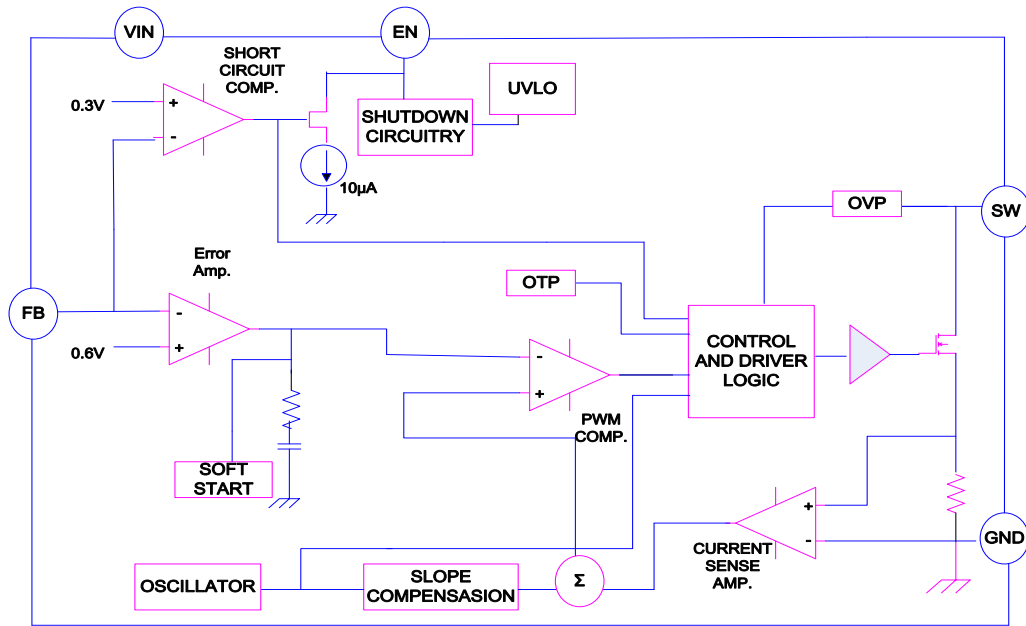 VIN
EN
SHORT
CIRCUIT
COMP.
UVLO
0.3V
+
-
SHUTDOWN
CIRCUITRY
10µA
OVP
SW
Error
Amp.
OTP
FB
-
+
0.6V
CONTROL
AND DRIVER
LOGIC
-
+
PWM
COMP.
SOFT
START
+
-
CURRENT
SENSE
AMP.
GND
OSCILLATOR
SLOPE
COMPENSASION
Σ